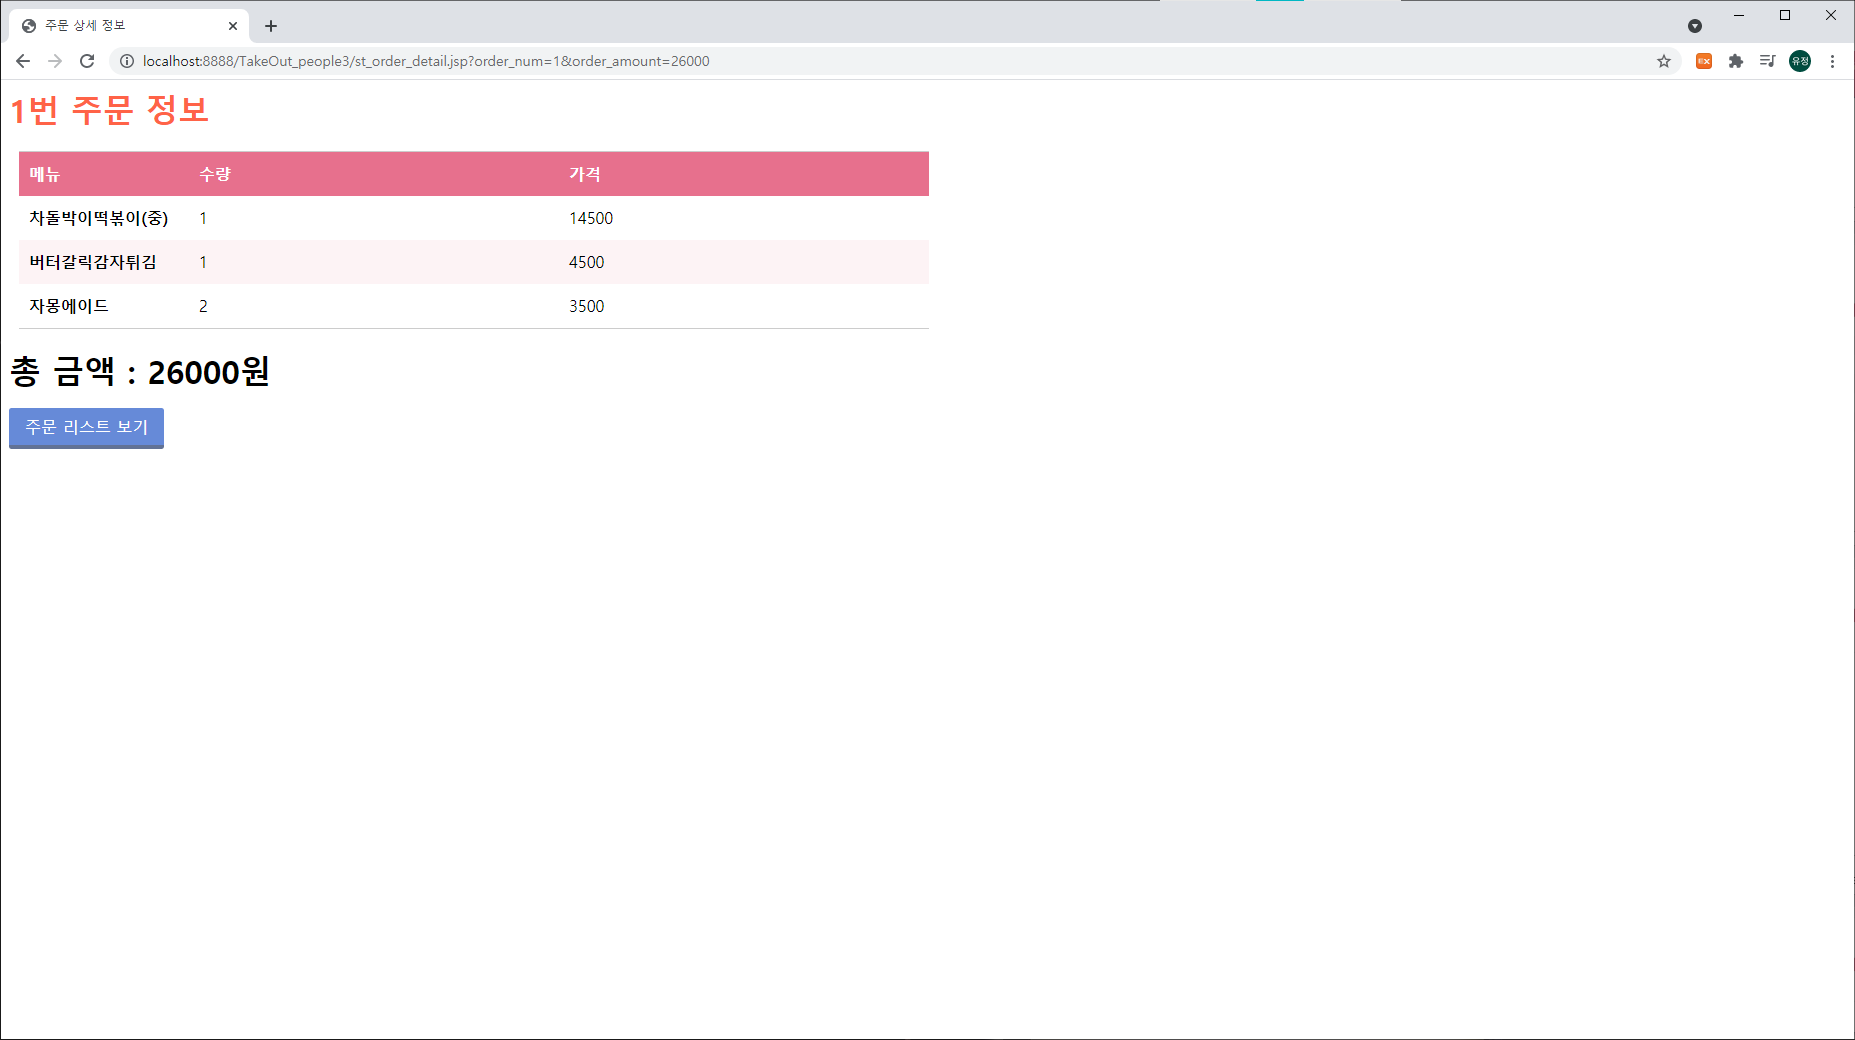 주문 상세 정보
localhost:8888/TakeOut_people3/st_order_detail.jsp?order_num=1&order_amount=26000
EX
유정
1번 주문 정보
메뉴 수량 가격
차돌박이떡볶이(중) 1 14500
버터갈릭감자튀김 1 4500
자몽에이드 2 3500
총 금액 : 26000원
주문 리스트 보기